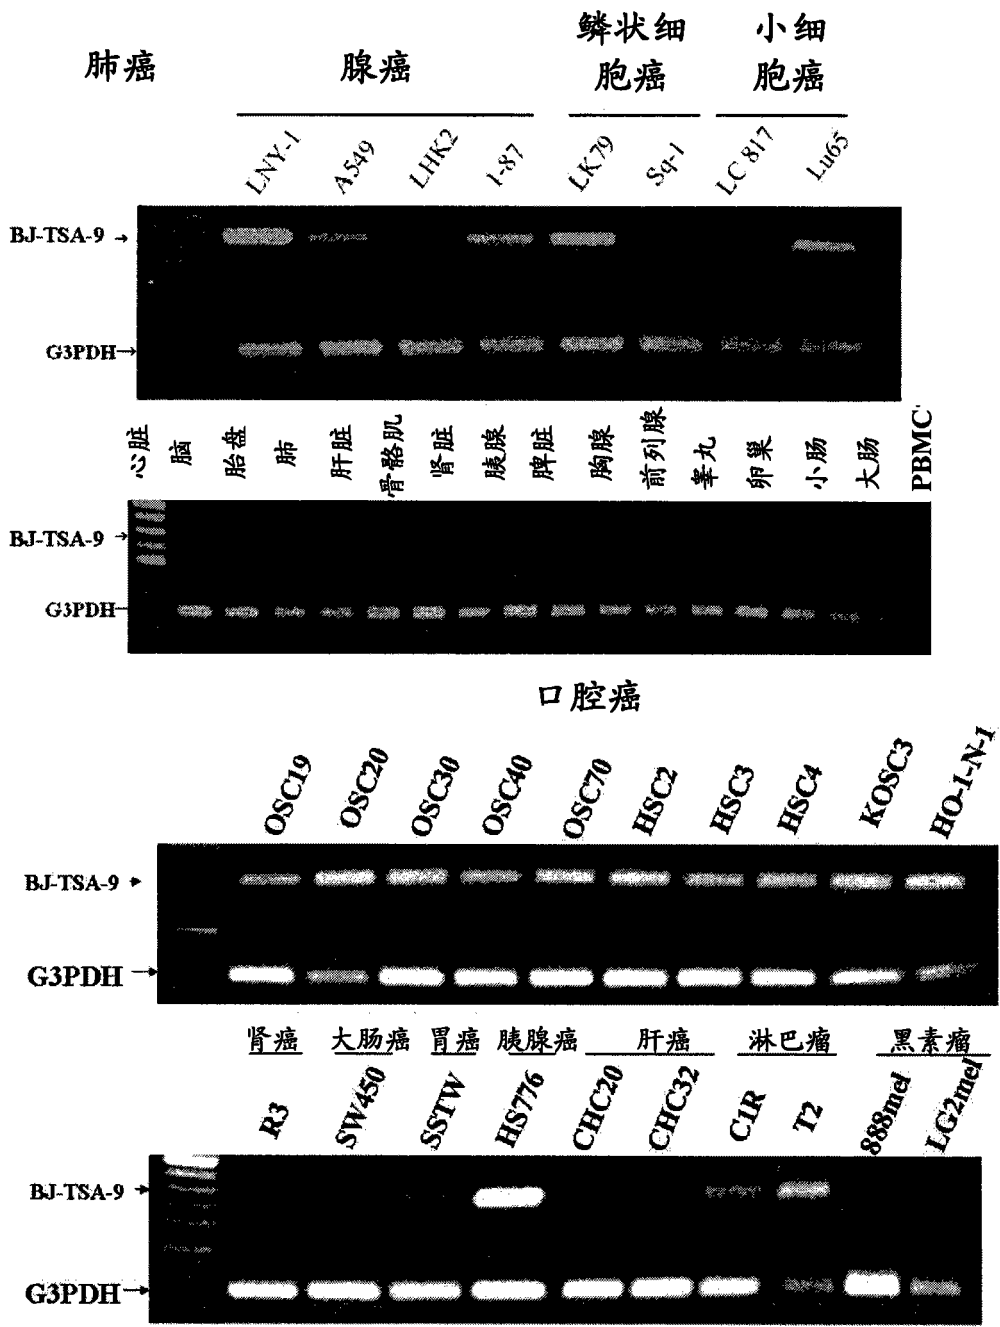 肺癌
腺癌
鳞状细
胞癌
小细
胞癌
LNY-1 A549 LHK2 1-87 LK79 Sq-1 LC 817 Lu65
BJ-TSA-9
G3PDH
心脏 脑 胎盘 肺 肝脏 骨骼肌 肾脏 胰腺 脾脏 胸腺 前列腺 睾丸 卵巢 小肠 大肠 PBMC
BJ-TSA-9
G3PDH
口腔癌
OSC19 OSC20 OSC30 OSC40 OSC70 HSC2 HSC3 HSC4 KOSC3 HO-1-N-1
BJ-TSA-9
G3PDH
肾癌 大肠癌 胃癌 胰腺癌 肝癌 淋巴瘤 黑素瘤
R3 SW450 SSTW HS776 CHC20 CHC32 C1R T2 888mel LG2mel
BJ-TSA-9
G3PDH